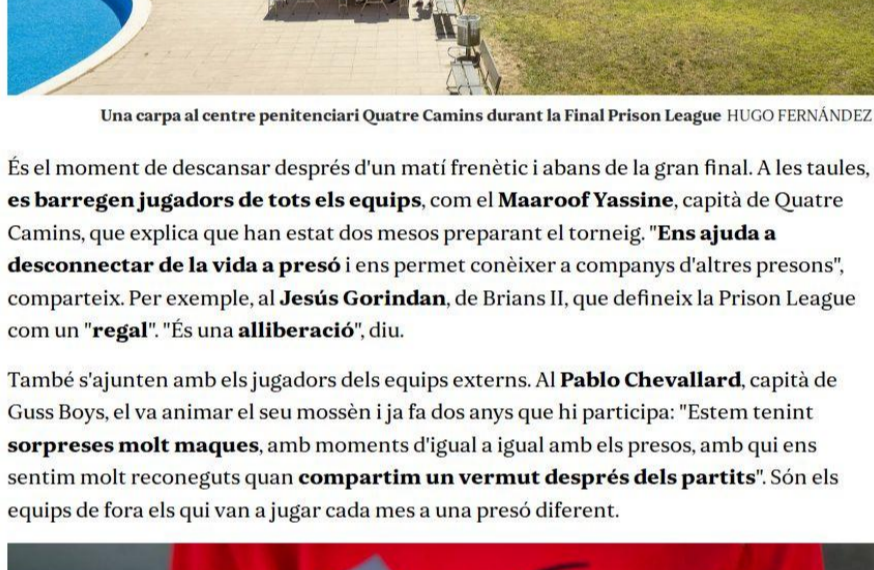 Una carpa al centre penitenciari Quatre Camins durant la Final Prison League HUGO FERNÁNDEZ
És el moment de descansar després d'un matí frenètic i abans de la gran final. A les taules,
es barregen jugadors de tots els equips, com el Maaroof Yassine, capità de Quatre
Camins, que explica que han estat dos mesos preparant el torneig. "Ens ajuda a
desconnectar de la vida a presó i ens permet conèixer a companys d'altres presons",
comparteix. Per exemple, al Jesús Gorindan, de Brians II, que defineix la Prison League
com un "regal". "És una alliberació", diu.
També s'ajunten amb els jugadors dels equips externs. Al Pablo Chevallard, capità de
Guss Boys, el va animar el seu mossèn i ja fa dos anys que hi participa: "Estem tenint
sorpreses molt maques, amb moments d'igual a igual amb els presos, amb qui ens
sentim molt reconeguts quan compartim un vermut després dels partits". Són els
equips de fora els qui van a jugar cada mes a una presó diferent.